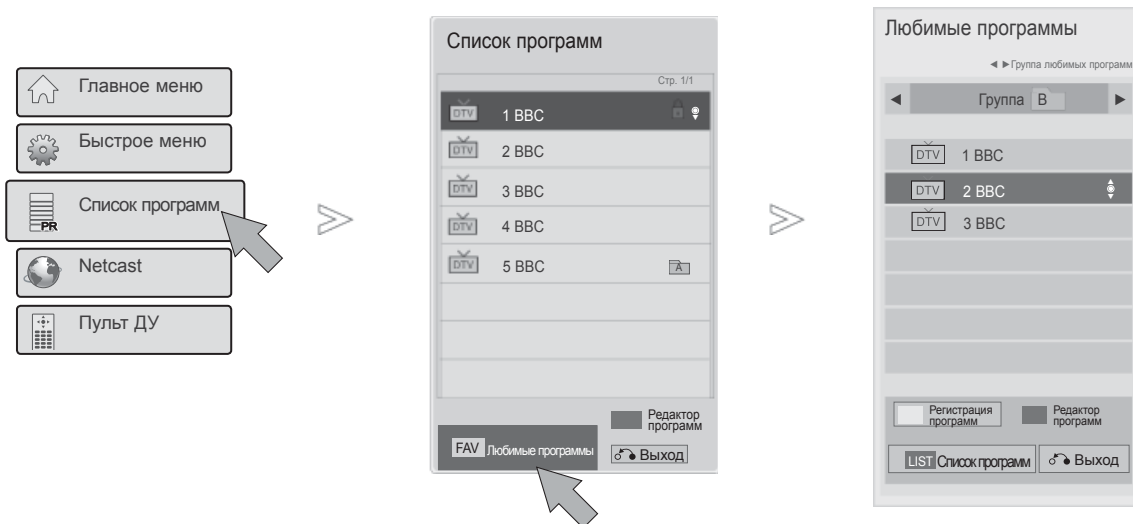 Главное меню
Быстрое меню
PR
Список программ
Netcast
Пульт ДУ
Список программ
Стр. 1/1
DTV 1 BBC
DTV 2 BBC
DTV 3 BBC
DTV 4 BBC
DTV 5 BBC A
Редактор
программ
FAV Любимые программы
Выход
Любимые программы
◄ ►Группа любимых программ
◄ Группа B ►
DTV 1 BBC
DTV 2 BBC
DTV 3 BBC
Регистрация
программ
Редактор
программ
LIST Список программ
Выход